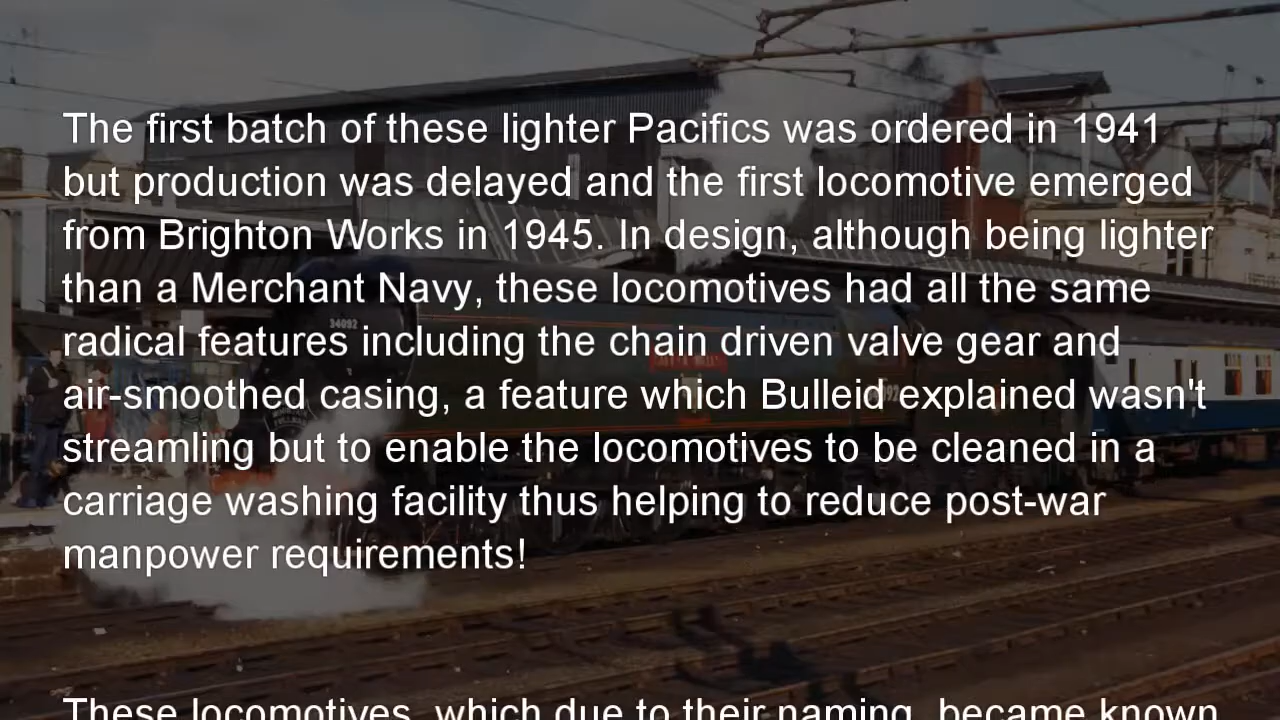 The first batch of these lighter Pacifics was ordered in 1941
but production was delayed and the first locomotive emerged
from Brighton Works in 1945. In design, although being lighter
than a Merchant Navy, these locomotives had all the same
34092
radical features including the chain driven valve gear and
air-smoothed casing, a feature which Bulleid explained wasn't
streamling but to enable the locomotives to be cleaned in a
carriage washing facility thus helping to reduce post-war
manpower requirements!
These locomotives, which due to their naming, became known